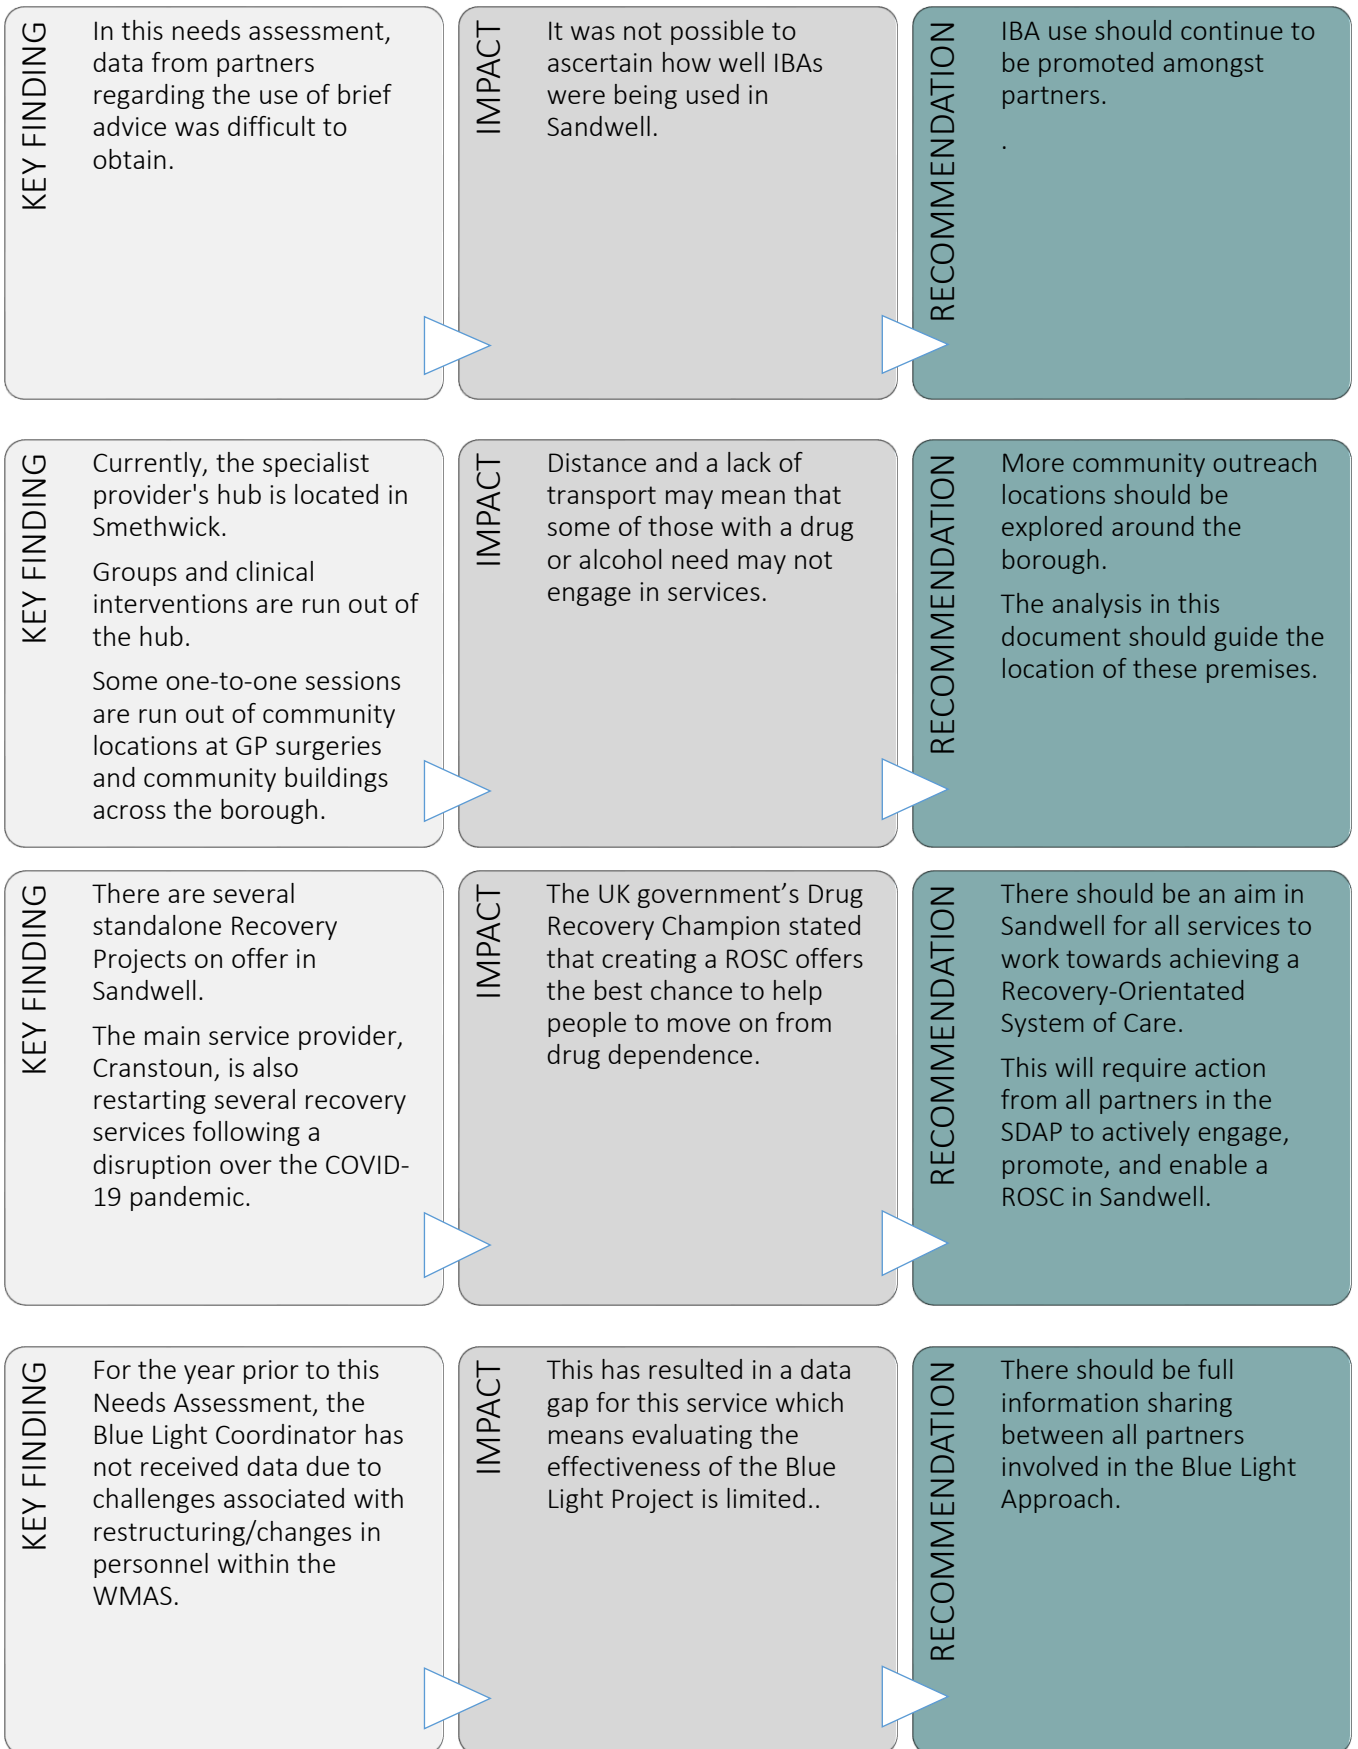 KEY FINDING
In this needs assessment,
data from partners
regarding the use of brief
advice was difficult to
obtain.
IMPACT
It was not possible to
ascertain how well IBAs
were being used in
Sandwell.
RECOMMENDATION
IBA use should continue to
be promoted amongst
partners.
.
KEY FINDING
Currently, the specialist
provider's hub is located in
Smethwick.
Groups and clinical
interventions are run out of
the hub.
Some one-to-one sessions
are run out of community
locations at GP surgeries
and community buildings
across the borough.
IMPACT
Distance and a lack of
transport may mean that
some of those with a drug
or alcohol need may not
engage in services.
RECOMMENDATION
More community outreach
locations should be
explored around the
borough.
The analysis in this
document should guide the
location of these premises.
KEY FINDING
There are several
standalone Recovery
Projects on offer in
Sandwell.
The main service provider,
Cranstoun, is also
restarting several recovery
services following a
disruption over the COVID-
19 pandemic.
IMPACT
The UK government’s Drug
Recovery Champion stated
that creating a ROSC offers
the best chance to help
people to move on from
drug dependence.
RECOMMENDATION
There should be an aim in
Sandwell for all services to
work towards achieving a
Recovery-Orientated
System of Care.
This will require action
from all partners in the
SDAP to actively engage,
promote, and enable a
ROSC in Sandwell.
KEY FINDING
For the year prior to this
Needs Assessment, the
Blue Light Coordinator has
not received data due to
challenges associated with
restructuring/changes in
personnel within the
WMAS.
IMPACT
This has resulted in a data
gap for this service which
means evaluating the
effectiveness of the Blue
Light Project is limited..
RECOMMENDATION
There should be full
information sharing
between all partners
involved in the Blue Light
Approach.